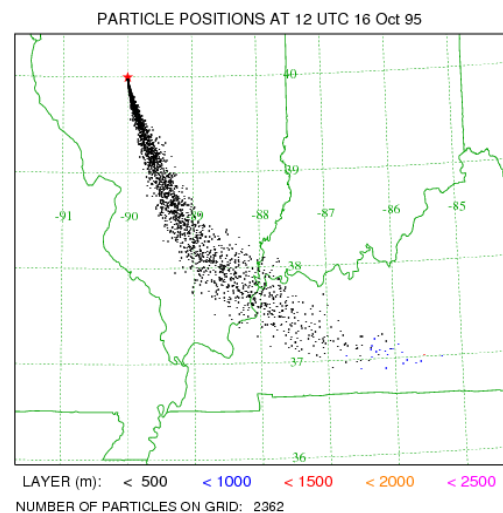 PARTICLE POSITIONS AT 12 UTC 16 Oct 95
40
39
-91 -90 -89 -88 -87 -86 -85
38
37
36
LAYER (m): < 500 < 1000 < 1500 < 2000 < 2500
NUMBER OF PARTICLES ON GRID: 2362